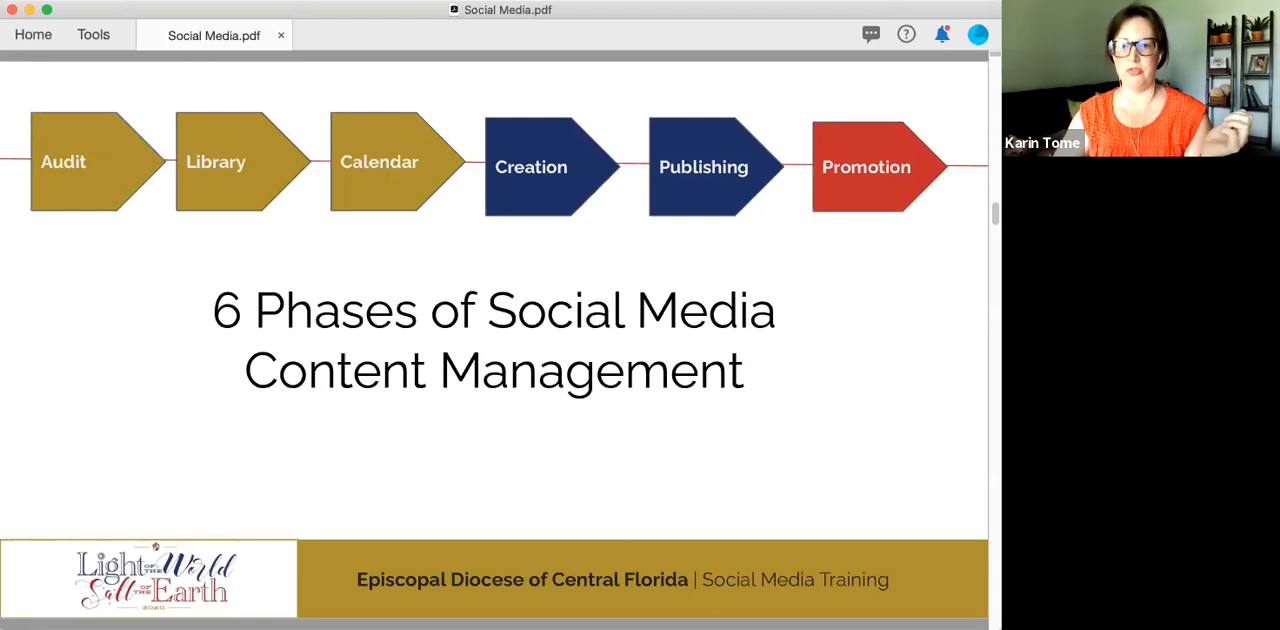 Social Media.pdf
Home Tools Social Media.pdf ×
Karin Tome
Audit Library Calendar Creation Publishing Promotion
6 Phases of Social Media
Content Management
Light OF THE World
Salt OF THE Earth
2020
Episcopal Diocese of Central Florida | Social Media Training